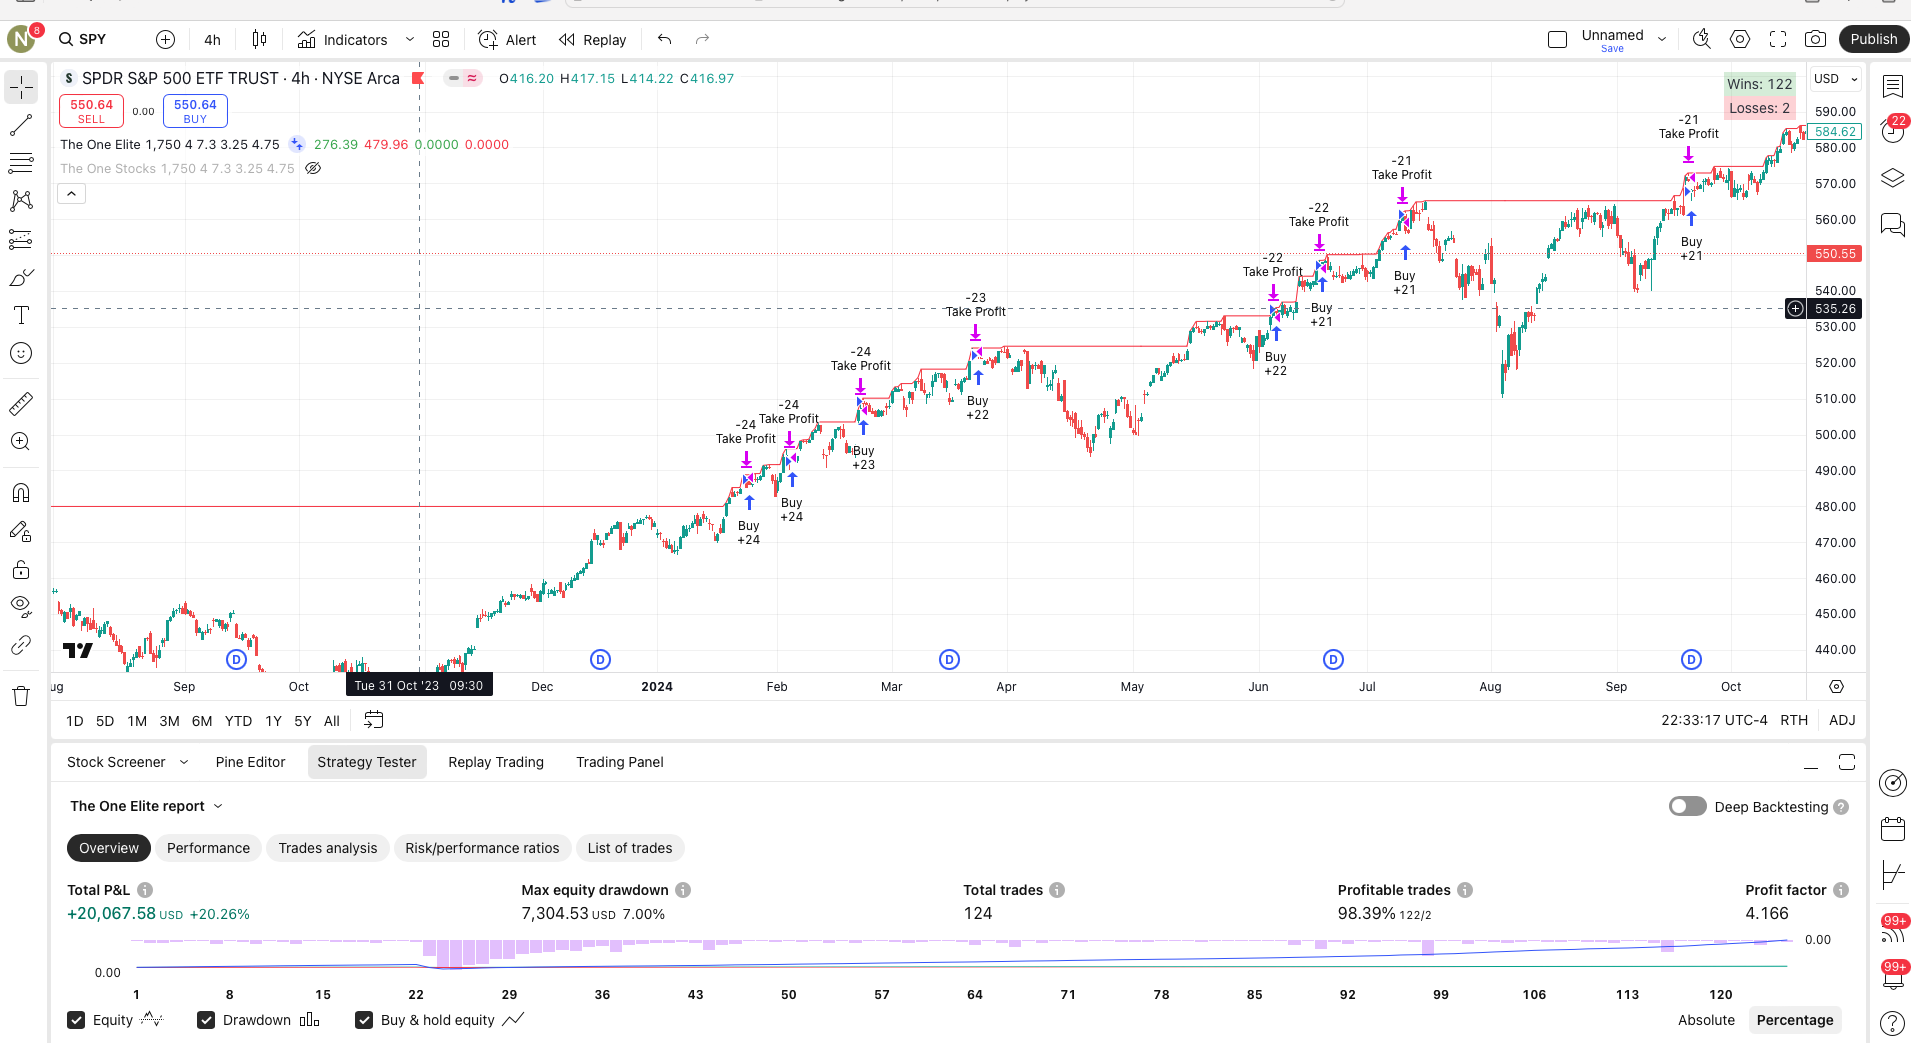 N
8
SPY
4h
Indicators
Alert
Replay
Unnamed
Save
Publish
S SPDR S&P 500 ETF TRUST · 4h · NYSE Arca
O416.20 H417.15 L414.22 C416.97
550.64
SELL
0.00
550.64
BUY
The One Elite 1,750 4 7.3 3.25 4.75 276.39 479.96 0.0000 0.0000
The One Stocks 1,750 4 7.3 3.25 4.75
Wins: 122
Losses: 2
USD
22
-21
Take Profit
-21
Take Profit
-22
Take Profit
-22
Take Profit
-23
Take Profit
-24
Take Profit
-24
Take Profit
-24
Take Profit
Buy
+24
Buy
+24
Buy
+23
Buy
+22
Buy
+22
Buy
+21
Buy
+21
Buy
+21
590.00
584.62
580.00
570.00
560.00
550.55
540.00
535.26
530.00
520.00
510.00
500.00
490.00
480.00
470.00
460.00
450.00
440.00
D
D
D
D
D
ug
Sep
Oct
Tue 31 Oct '23 09:30
Dec
2024
Feb
Mar
Apr
May
Jun
Jul
Aug
Sep
Oct
1D 5D 1M 3M 6M YTD 1Y 5Y All
22:33:17 UTC-4 RTH ADJ
Stock Screener
Pine Editor
Strategy Tester
Replay Trading
Trading Panel
The One Elite report
Deep Backtesting
Overview
Performance
Trades analysis
Risk/performance ratios
List of trades
Total P&L
+20,067.58 USD +20.26%
Max equity drawdown
7,304.53 USD 7.00%
Total trades
124
Profitable trades
98.39% 122/2
Profit factor
4.166
0.00
0.00
1 8 15 22 29 36 43 50 57 64 71 78 85 92 99 106 113 120
Equity
Drawdown
Buy & hold equity
Absolute
Percentage
99+
99+